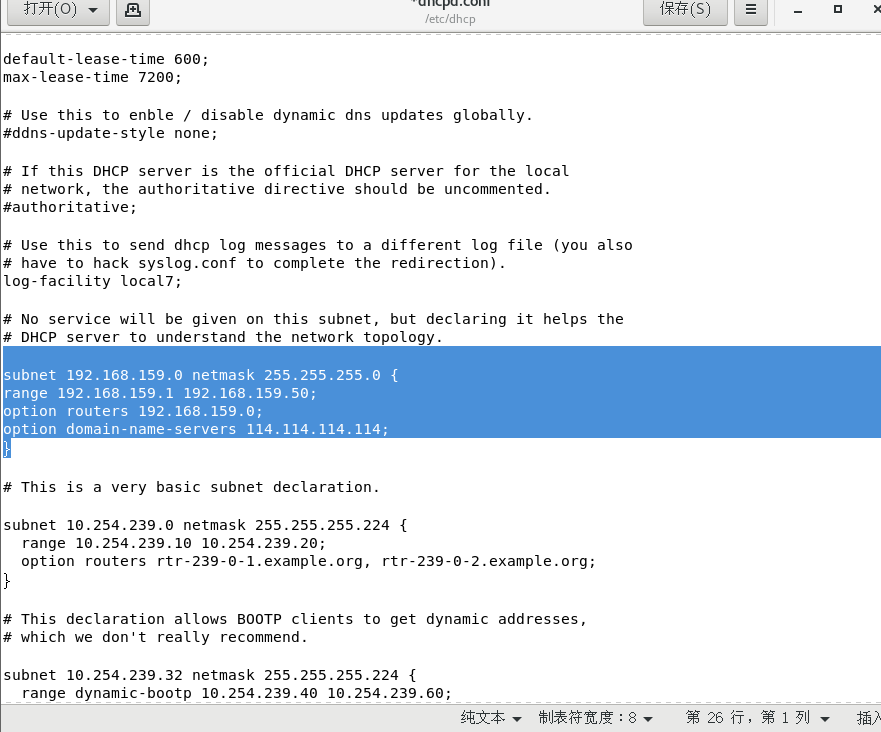 打开(O)
*dhcpd.conf
/etc/dhcp
保存(S)
default-lease-time 600;
max-lease-time 7200;
# Use this to enble / disable dynamic dns updates globally.
#ddns-update-style none;
# If this DHCP server is the official DHCP server for the local
# network, the authoritative directive should be uncommented.
#authoritative;
# Use this to send dhcp log messages to a different log file (you also
# have to hack syslog.conf to complete the redirection).
log-facility local7;
# No service will be given on this subnet, but declaring it helps the
# DHCP server to understand the network topology.
subnet 192.168.159.0 netmask 255.255.255.0 {
range 192.168.159.1 192.168.159.50;
option routers 192.168.159.0;
option domain-name-servers 114.114.114.114;
}
# This is a very basic subnet declaration.
subnet 10.254.239.0 netmask 255.255.255.224 {
range 10.254.239.10 10.254.239.20;
option routers rtr-239-0-1.example.org, rtr-239-0-2.example.org;
}
# This declaration allows BOOTP clients to get dynamic addresses,
# which we don't really recommend.
subnet 10.254.239.32 netmask 255.255.255.224 {
range dynamic-bootp 10.254.239.40 10.254.239.60;
纯文本 制表符宽度:8 第 26 行,第 1 列 插入